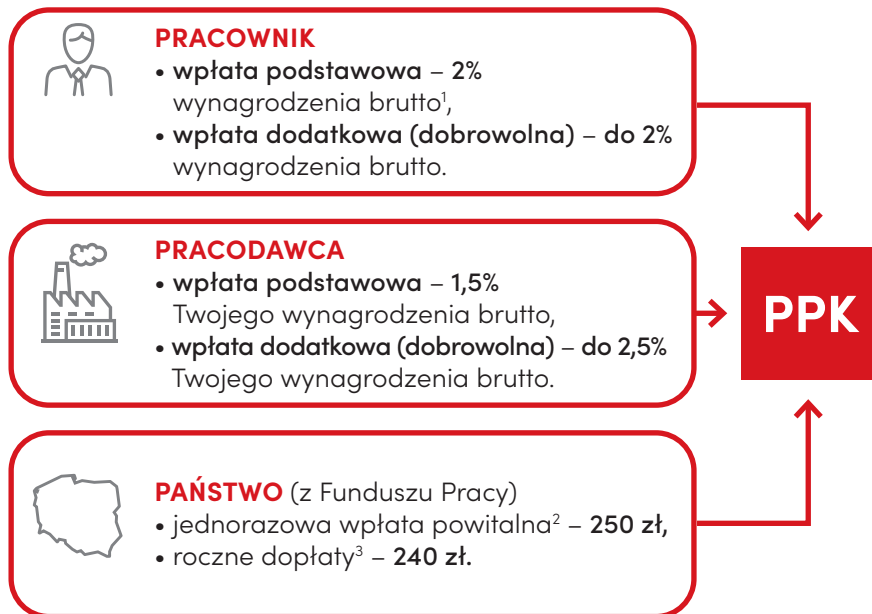 PRACOWNIK
• wpłata podstawowa – 2%
wynagrodzenia brutto¹,
• wpłata dodatkowa (dobrowolna) – do 2%
wynagrodzenia brutto.
PRACODAWCA
• wpłata podstawowa – 1,5%
Twojego wynagrodzenia brutto,
• wpłata dodatkowa (dobrowolna) – do 2,5%
Twojego wynagrodzenia brutto.
PPK
PAŃSTWO (z Funduszu Pracy)
• jednorazowa wpłata powitalna² – 250 zł,
• roczne dopłaty³ – 240 zł.